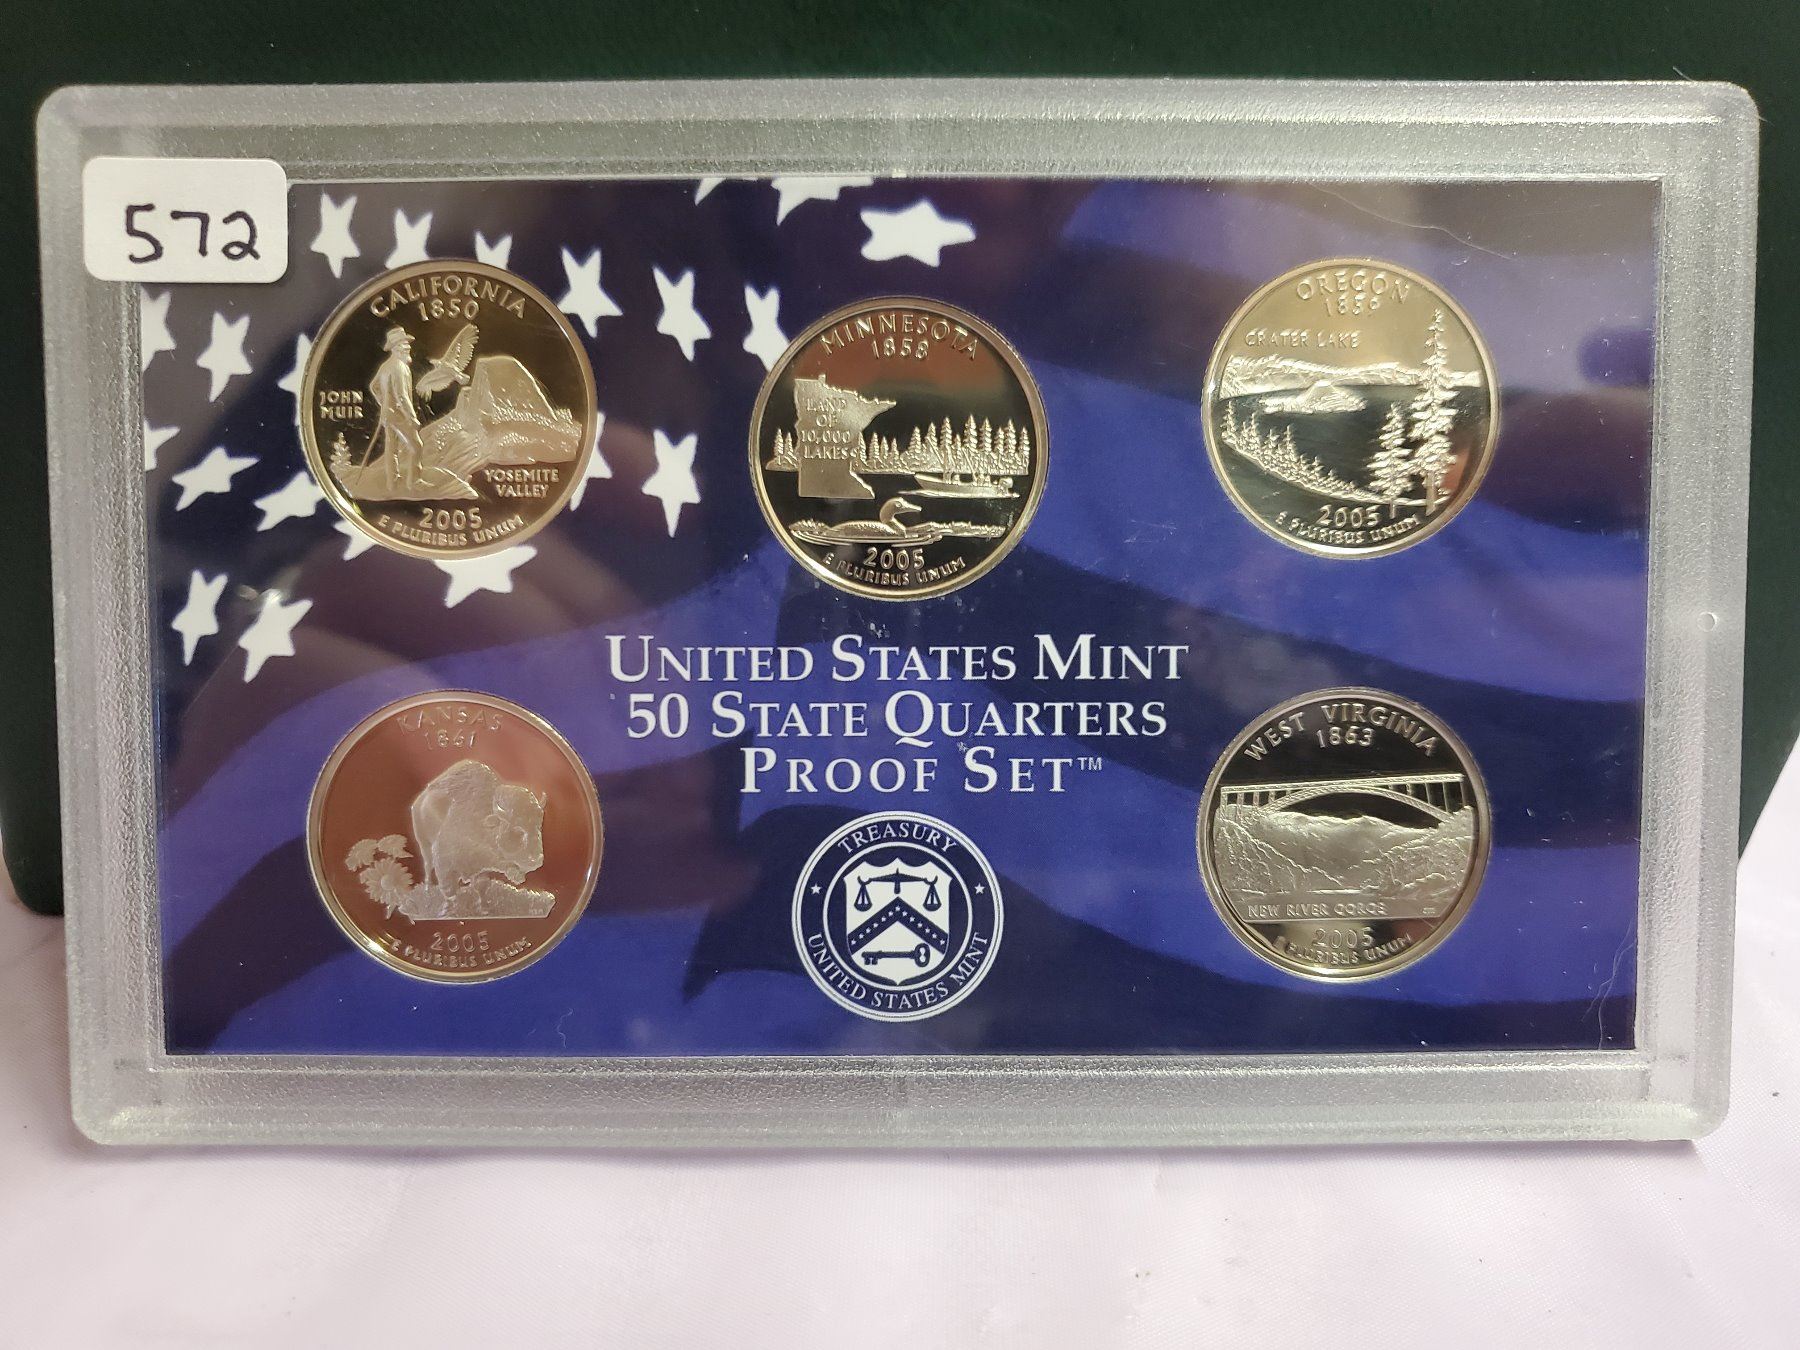 572
CALIFORNIA
1850
JOHN
MUIR
YOSEMITE
VALLEY
2005
E PLURIBUS UNUM
MINNESOTA
1858
LAND
OF
10,000
LAKES
2005
E PLURIBUS UNUM
OREGON
1859
CRATER LAKE
2005
E PLURIBUS UNUM
UNITED STATES MINT
50 STATE QUARTERS
PROOF SET™
KANSAS
1861
2005
E PLURIBUS UNUM
TREASURY
UNITED STATES MINT
WEST VIRGINIA
1863
NEW RIVER GORGE
2005
E PLURIBUS UNUM